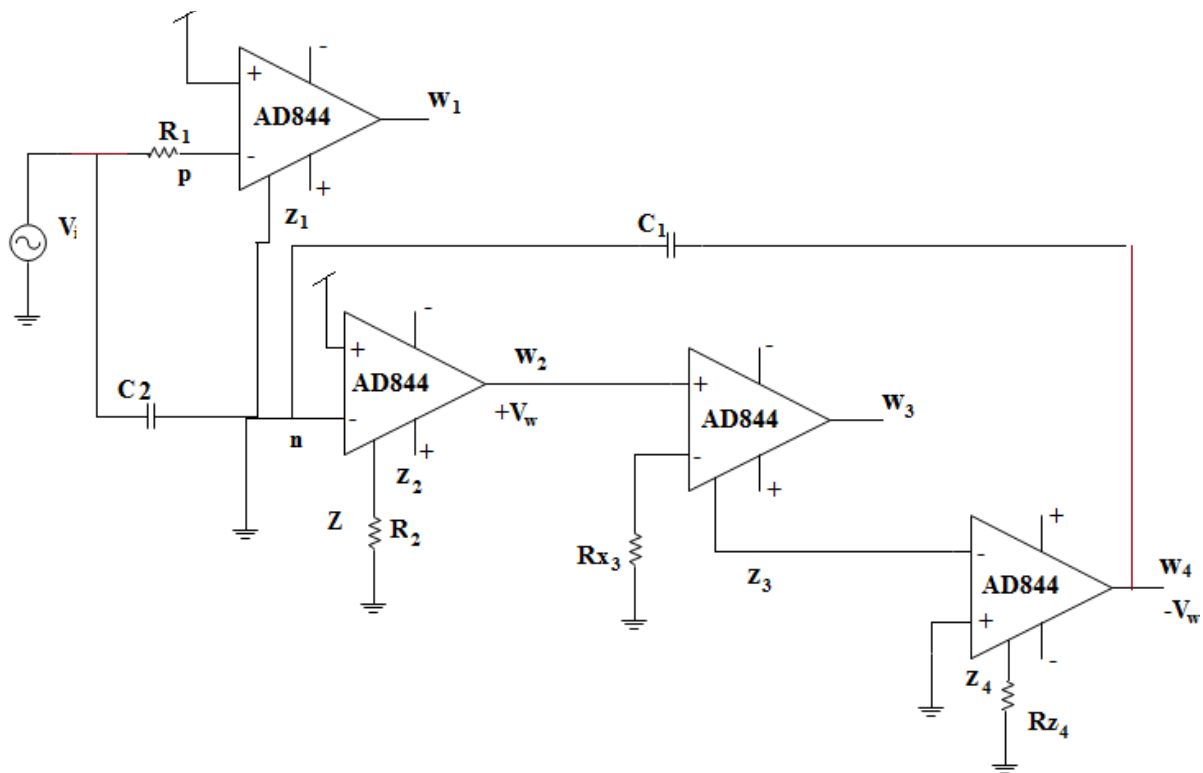 -
+
AD844
w1
R1
-
p
+
z1
Vi
C1
-
+
AD844
w2
-
+Vw
+
C2
n
z2
Z
R2
-
+
AD844
w3
-
+
Rx3
z3
+
-
AD844
w4
-Vw
+
-
z4
Rz4